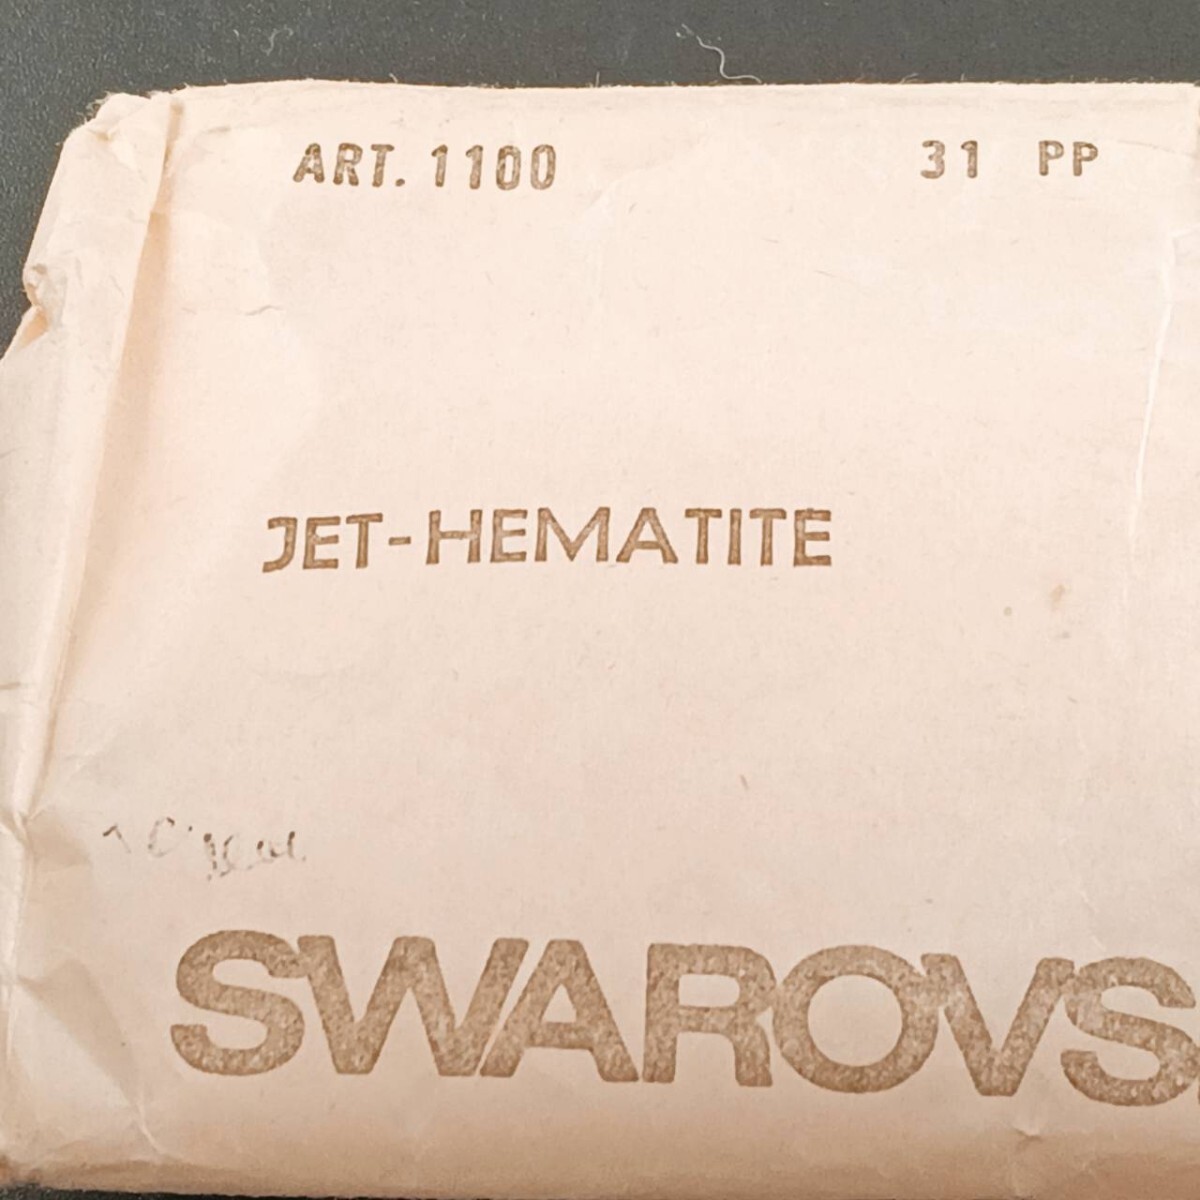 ART. 1100 31 PP
JET-HEMATITE
SWAROVS